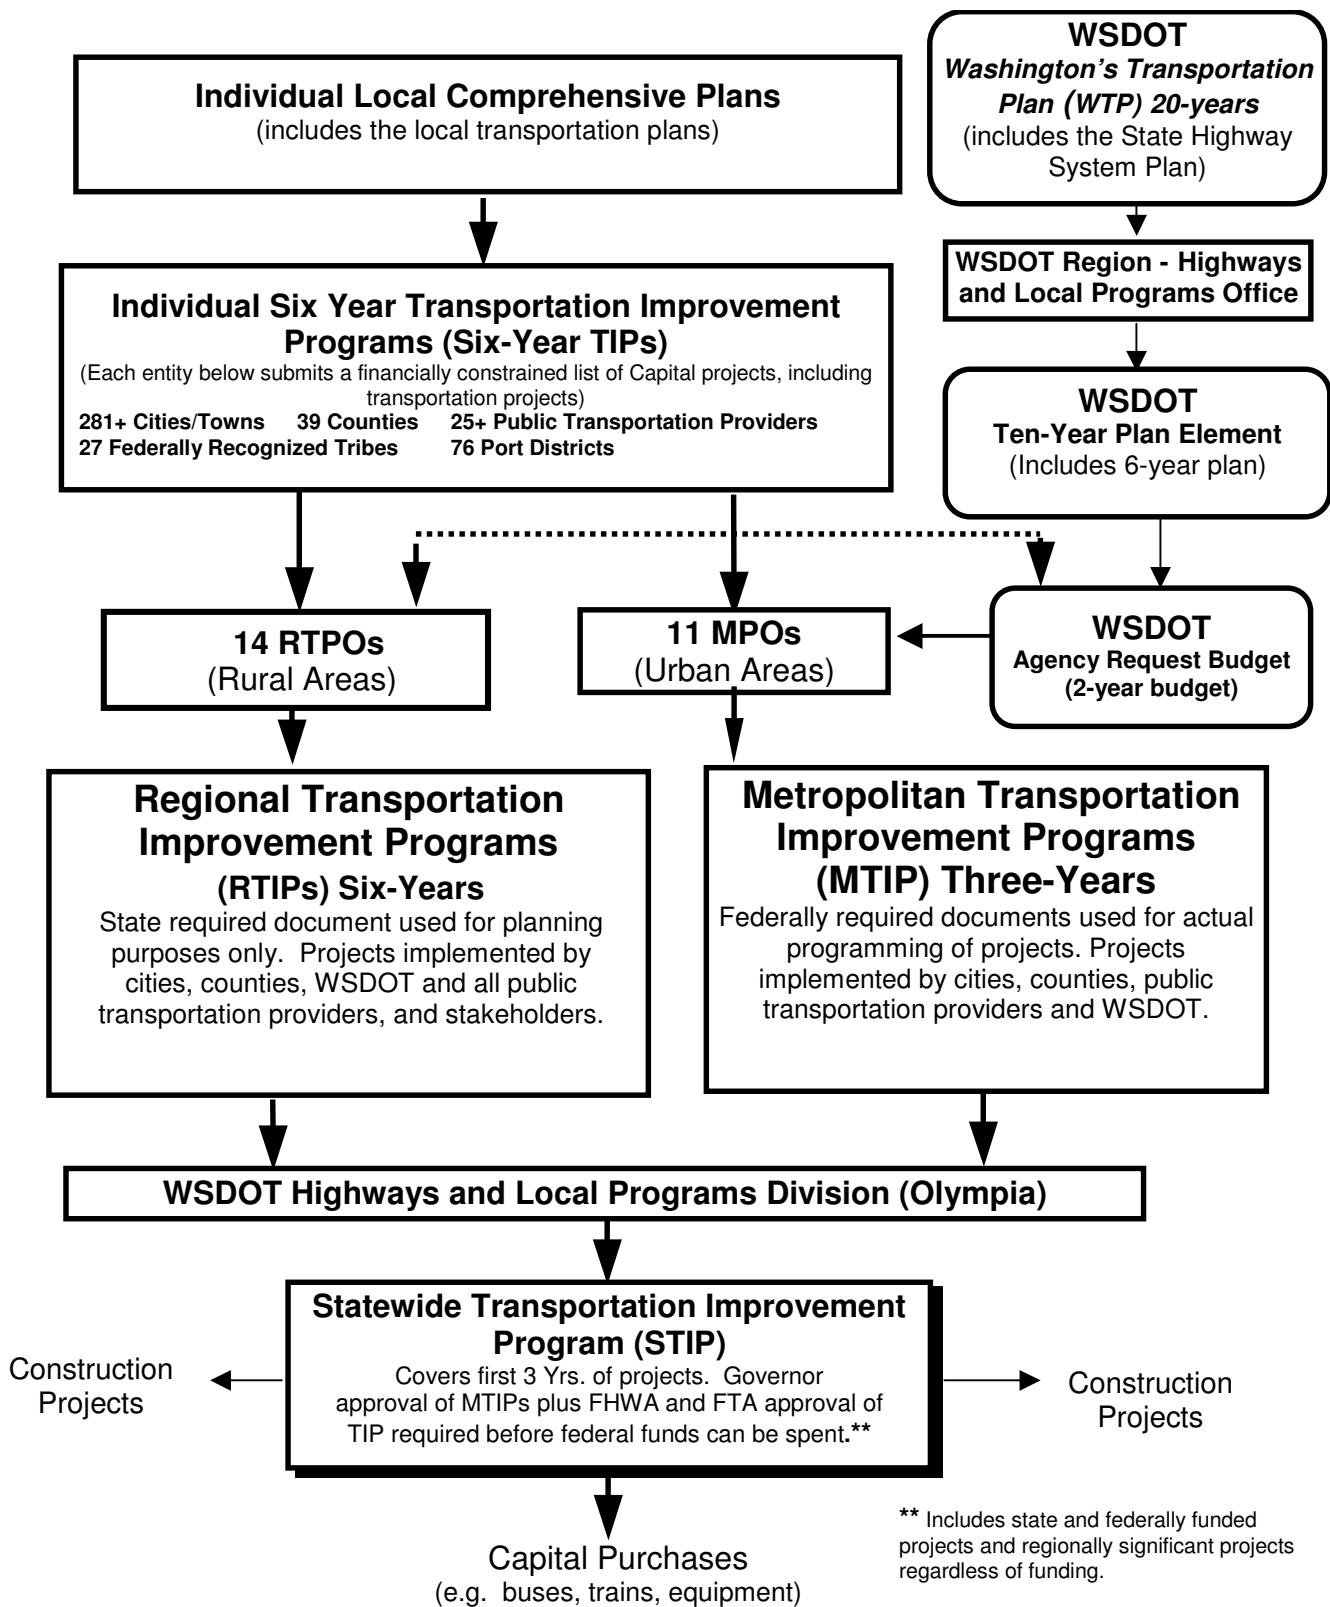 Individual Local Comprehensive Plans
(includes the local transportation plans)
WSDOT
Washington's Transportation
Plan (WTP) 20-years
(includes the State Highway
System Plan)
WSDOT Region - Highways
and Local Programs Office
Individual Six Year Transportation Improvement
Programs (Six-Year TIPs)
(Each entity below submits a financially constrained list of Capital projects, including
transportation projects)
281+ Cities/Towns 39 Counties 25+ Public Transportation Providers
27 Federally Recognized Tribes 76 Port Districts
WSDOT
Ten-Year Plan Element
(Includes 6-year plan)
14 RTPOs
(Rural Areas)
11 MPOs
(Urban Areas)
WSDOT
Agency Request Budget
(2-year budget)
Regional Transportation
Improvement Programs
(RTIPs) Six-Years
State required document used for planning
purposes only. Projects implemented by
cities, counties, WSDOT and all public
transportation providers, and stakeholders.
Metropolitan Transportation
Improvement Programs
(MTIP) Three-Years
Federally required documents used for actual
programming of projects. Projects
implemented by cities, counties, public
transportation providers and WSDOT.
WSDOT Highways and Local Programs Division (Olympia)
Statewide Transportation Improvement
Program (STIP)
Covers first 3 Yrs. of projects. Governor
approval of MTIPs plus FHWA and FTA approval of
TIP required before federal funds can be spent.**
Construction
Projects
Construction
Projects
Capital Purchases
(e.g. buses, trains, equipment)
** Includes state and federally funded
projects and regionally significant projects
regardless of funding.